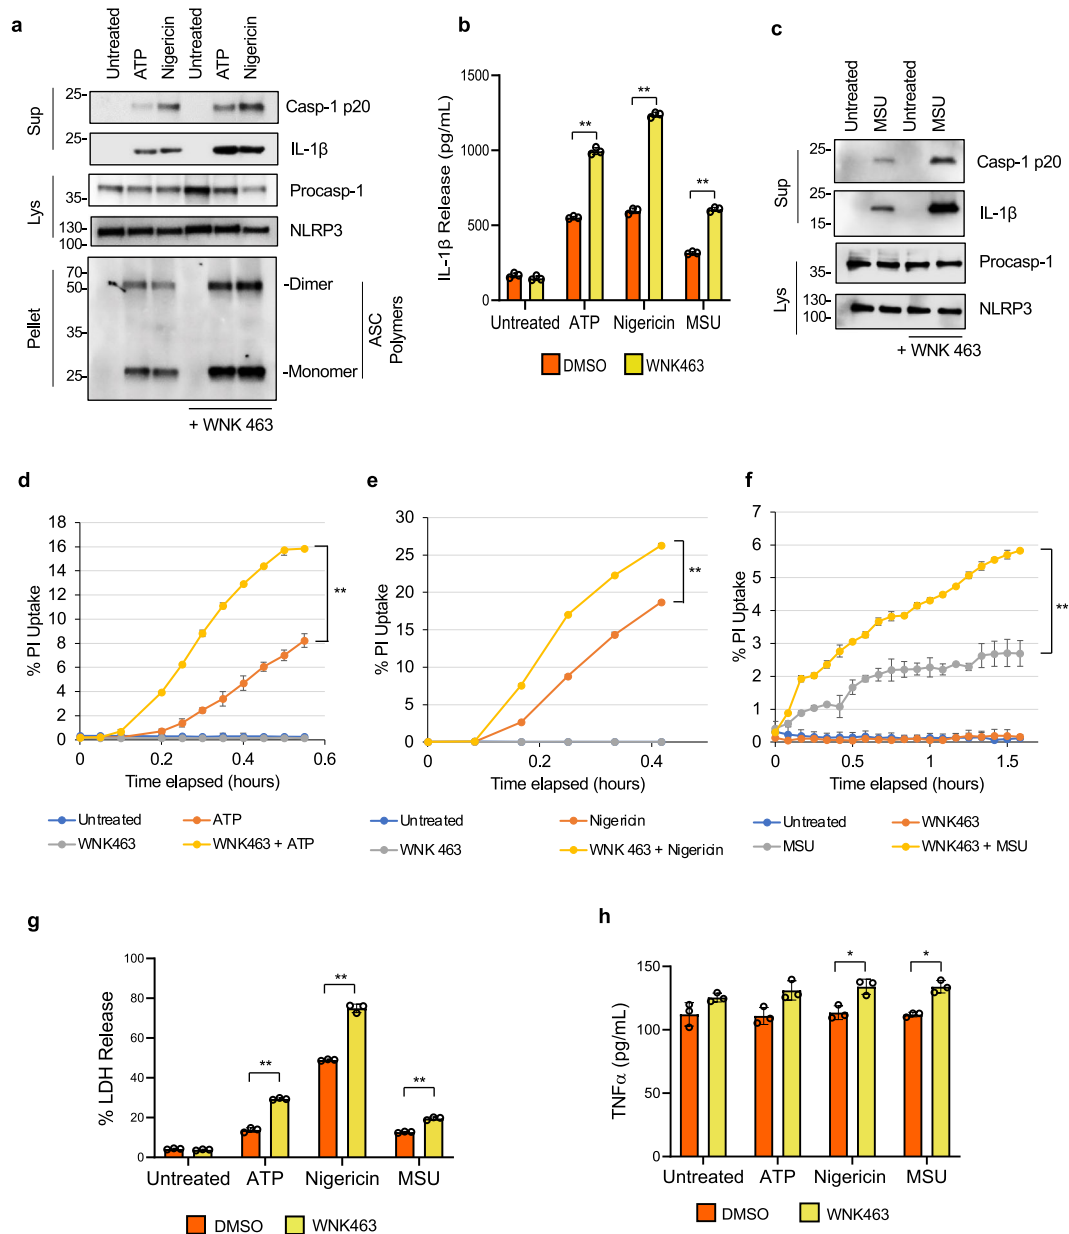 a
Untreated
ATP
Nigericin
Untreated
ATP
Nigericin
Sup
25-
Casp-1 p20
25-
IL-1β
Lys
35-
Procasp-1
130-
100-
NLRP3
Pellet
70-
50-
35-
25-
-Dimer
-Monomer
ASC
Polymers
+ WNK 463
b
IL-1β Release (pg/mL)
1500
1000
500
0
**
**
**
Untreated ATP Nigericin MSU
DMSO WNK463
c
Untreated
MSU
Untreated
MSU
Sup
25-
20-
Casp-1 p20
20-
15-
IL-1β
Lys
35-
Procasp-1
130-
100-
NLRP3
+ WNK 463
d
% PI Uptake
18
16
14
12
10
8
6
4
2
0
**
0 0.2 0.4 0.6
Time elapsed (hours)
Untreated ATP
WNK463 WNK463 + ATP
e
% PI Uptake
30
25
20
15
10
5
0
**
0 0.2 0.4
Time elapsed (hours)
Untreated Nigericin
WNK 463 WNK 463 + Nigericin
f
% PI Uptake
7
6
5
4
3
2
1
0
**
0 0.5 1 1.5
Time elapsed (hours)
Untreated WNK463
MSU WNK463 + MSU
g
% LDH Release
100
80
60
40
20
0
**
**
**
Untreated ATP Nigericin MSU
DMSO WNK463
h
TNFα (pg/mL)
150
100
50
0
*
*
Untreated ATP Nigericin MSU
DMSO WNK463